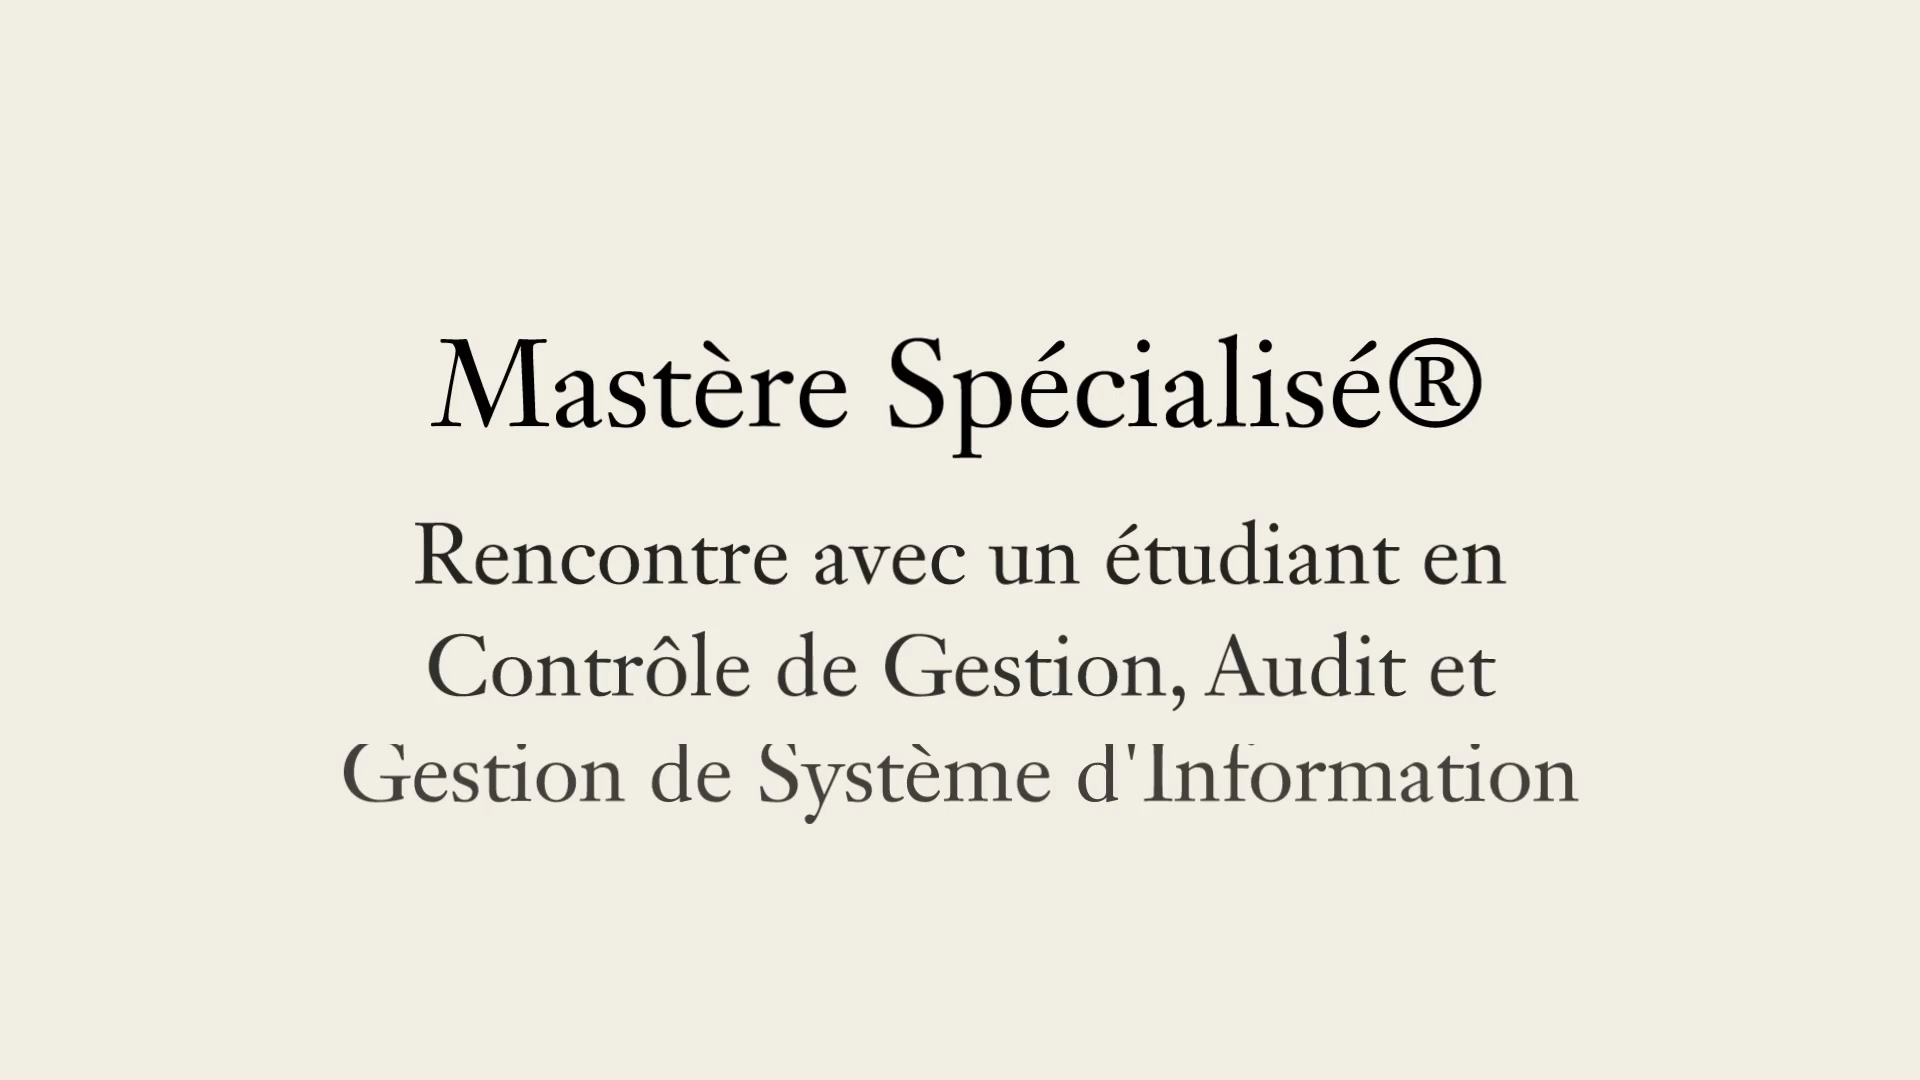 Mastère Spécialisé®
Rencontre avec un étudiant en
Contrôle de Gestion, Audit et
Gestion de Système d'Information